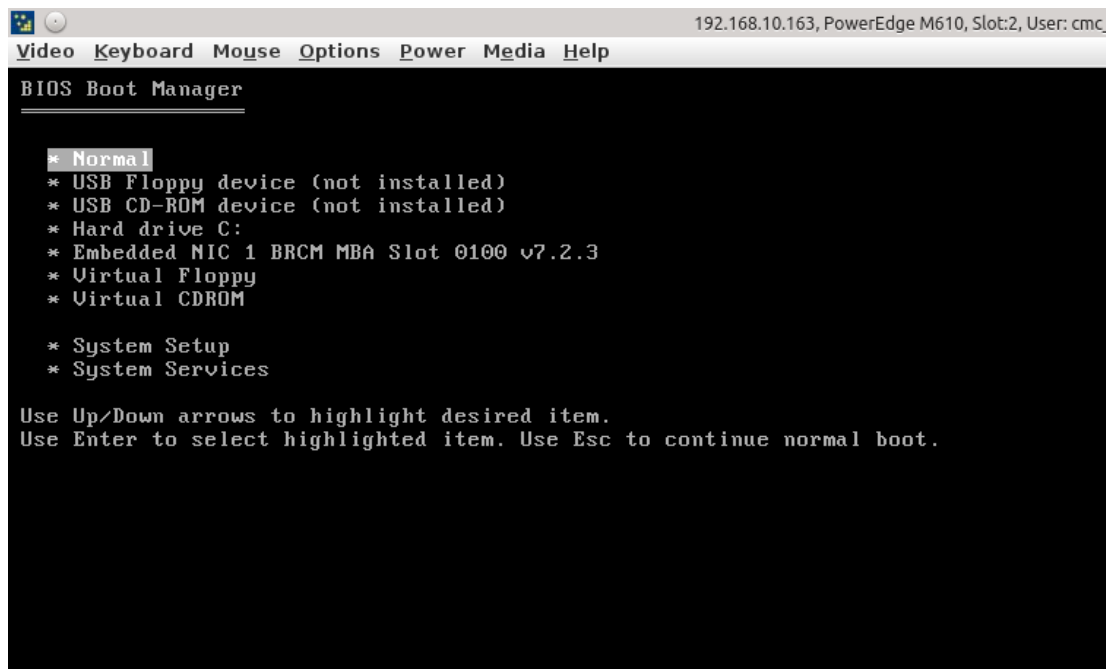 192.168.10.163, PowerEdge M610, Slot:2, User: cmc_
Video Keyboard Mouse Options Power Media Help
BIOS Boot Manager
* Normal
* USB Floppy device (not installed)
* USB CD-ROM device (not installed)
* Hard drive C:
* Embedded NIC 1 BRCM MBA Slot 0100 v7.2.3
* Virtual Floppy
* Virtual CDROM
* System Setup
* System Services
Use Up/Down arrows to highlight desired item.
Use Enter to select highlighted item. Use Esc to continue normal boot.